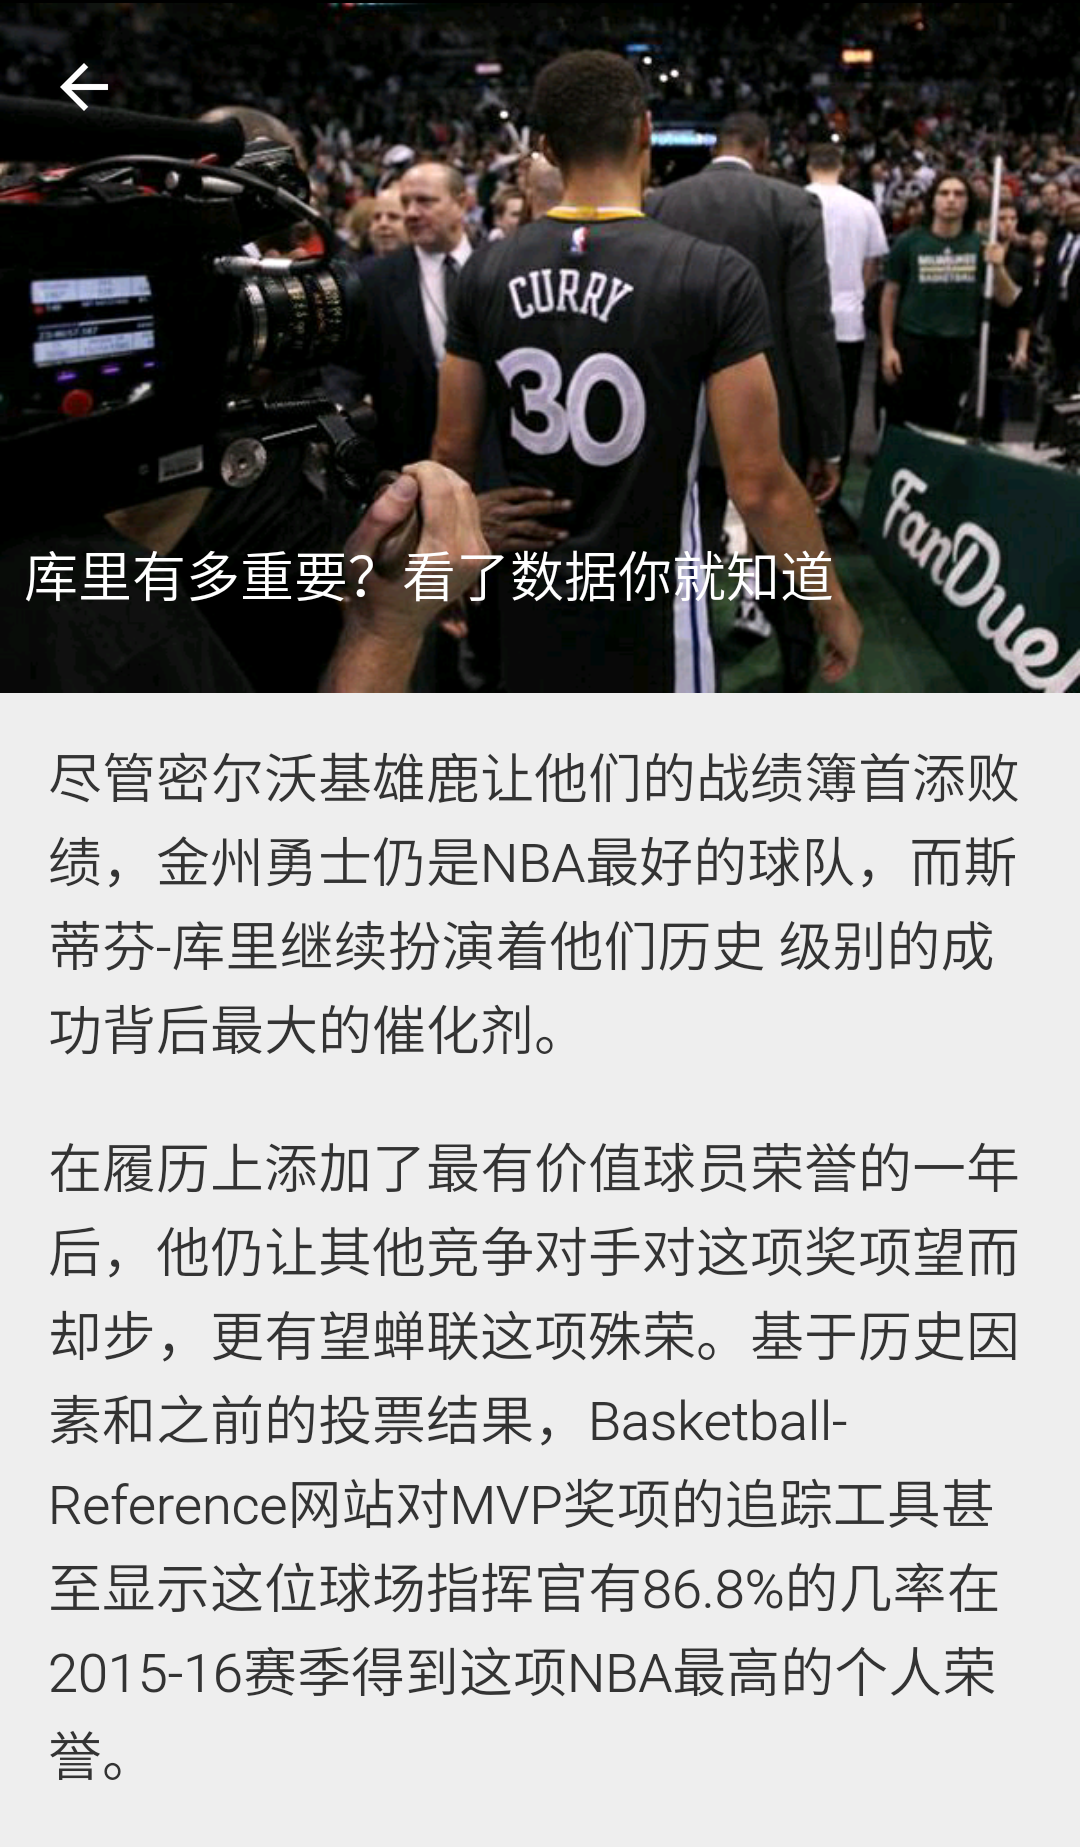 CURRY
30
MILWAUKEE
BASKETBALL
FanDuel
库里有多重要？看了数据你就知道
尽管密尔沃基雄鹿让他们的战绩簿首添败
绩，金州勇士仍是NBA最好的球队，而斯
蒂芬-库里继续扮演着他们历史 级别的成
功背后最大的催化剂。
在履历上添加了最有价值球员荣誉的一年
后，他仍让其他竞争对手对这项奖项望而
却步，更有望蝉联这项殊荣。基于历史因
素和之前的投票结果，Basketball-
Reference网站对MVP奖项的追踪工具甚
至显示这位球场指挥官有86.8%的几率在
2015-16赛季得到这项NBA最高的个人荣
誉。